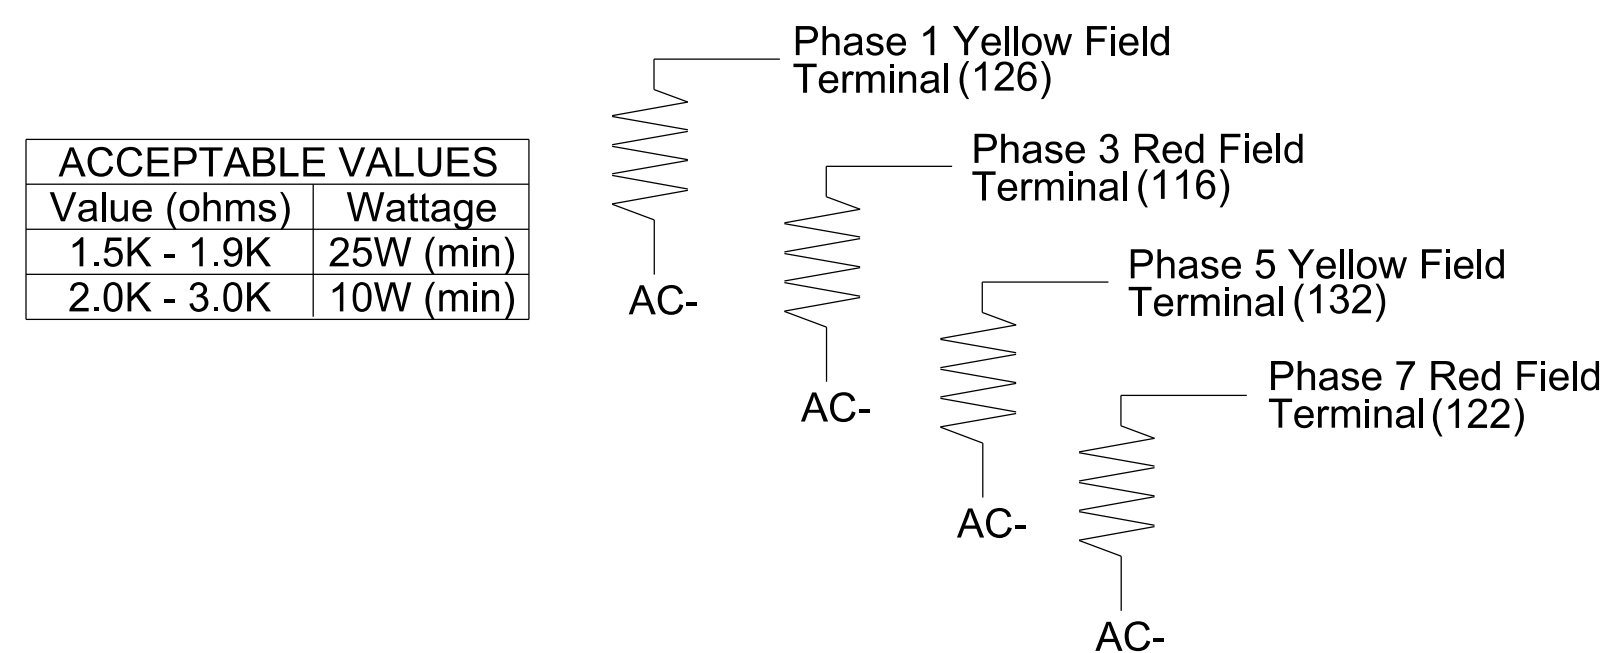 ACCEPTABLE VALUES
Value (ohms) Wattage
1.5K - 1.9K 25W (min)
2.0K - 3.0K 10W (min)
Phase 1 Yellow Field
Terminal (126)
AC-
Phase 3 Red Field
Terminal (116)
AC-
Phase 5 Yellow Field
Terminal (132)
AC-
Phase 7 Red Field
Terminal (122)
AC-